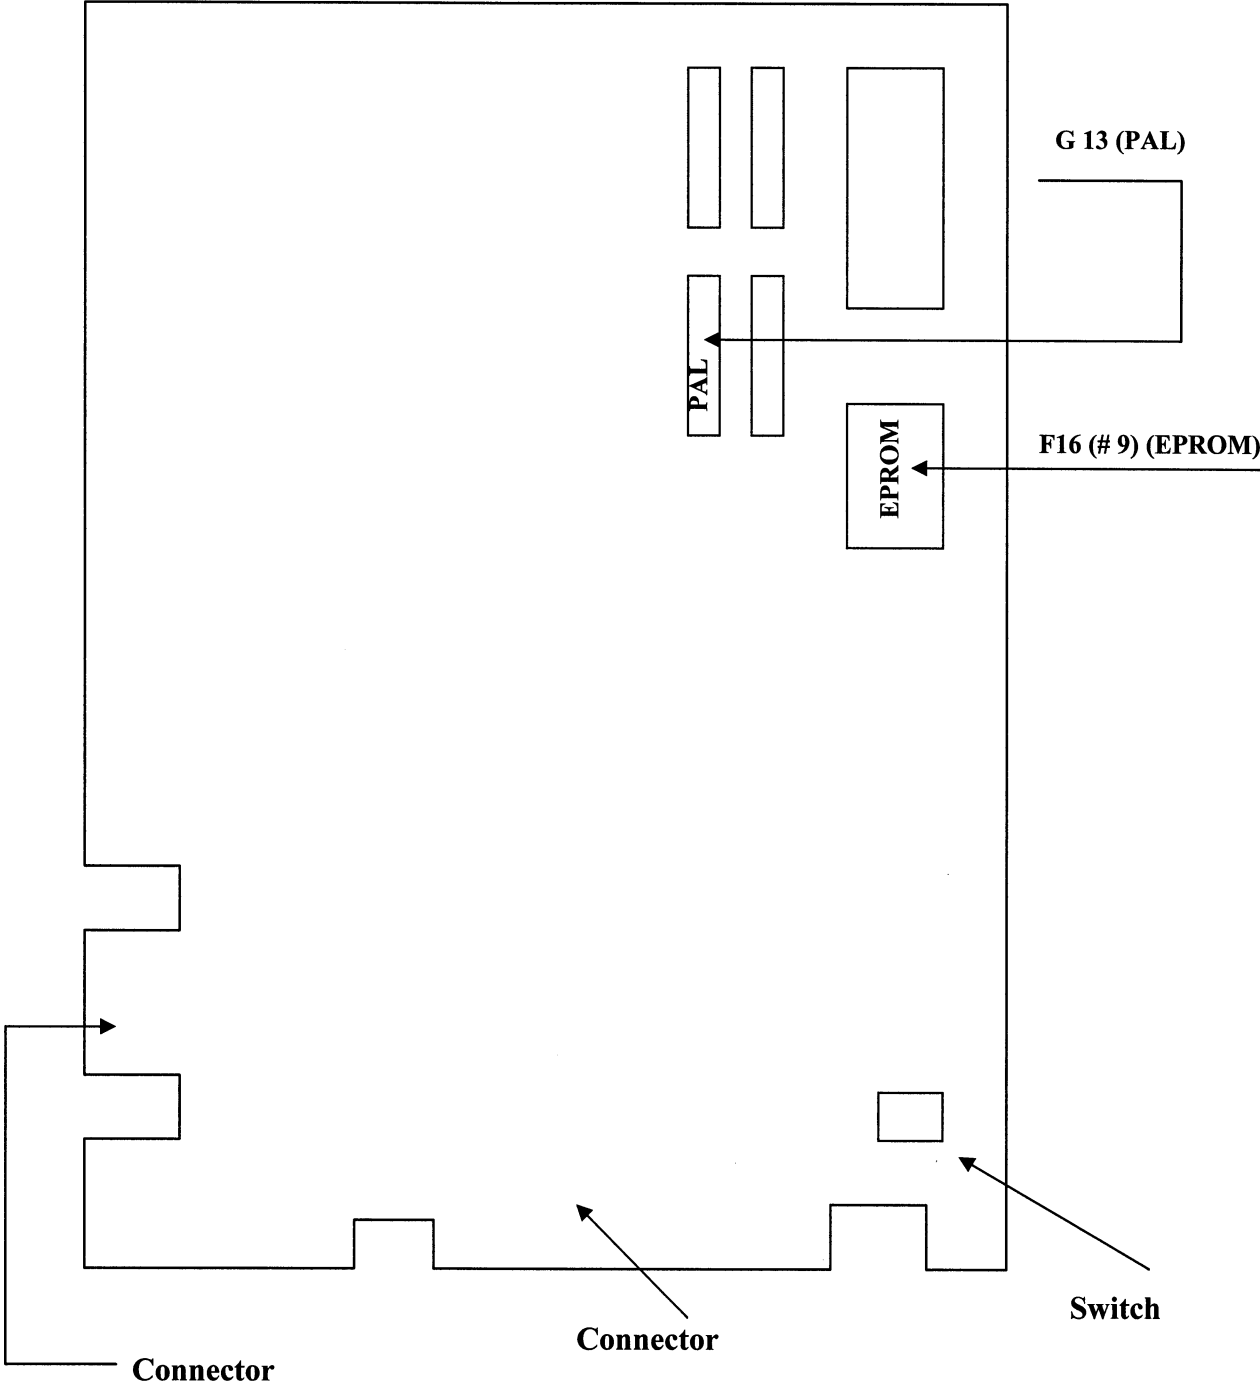 G 13 (PAL)
PAL
EPROM
F16 (# 9) (EPROM)
Switch
Connector
Connector